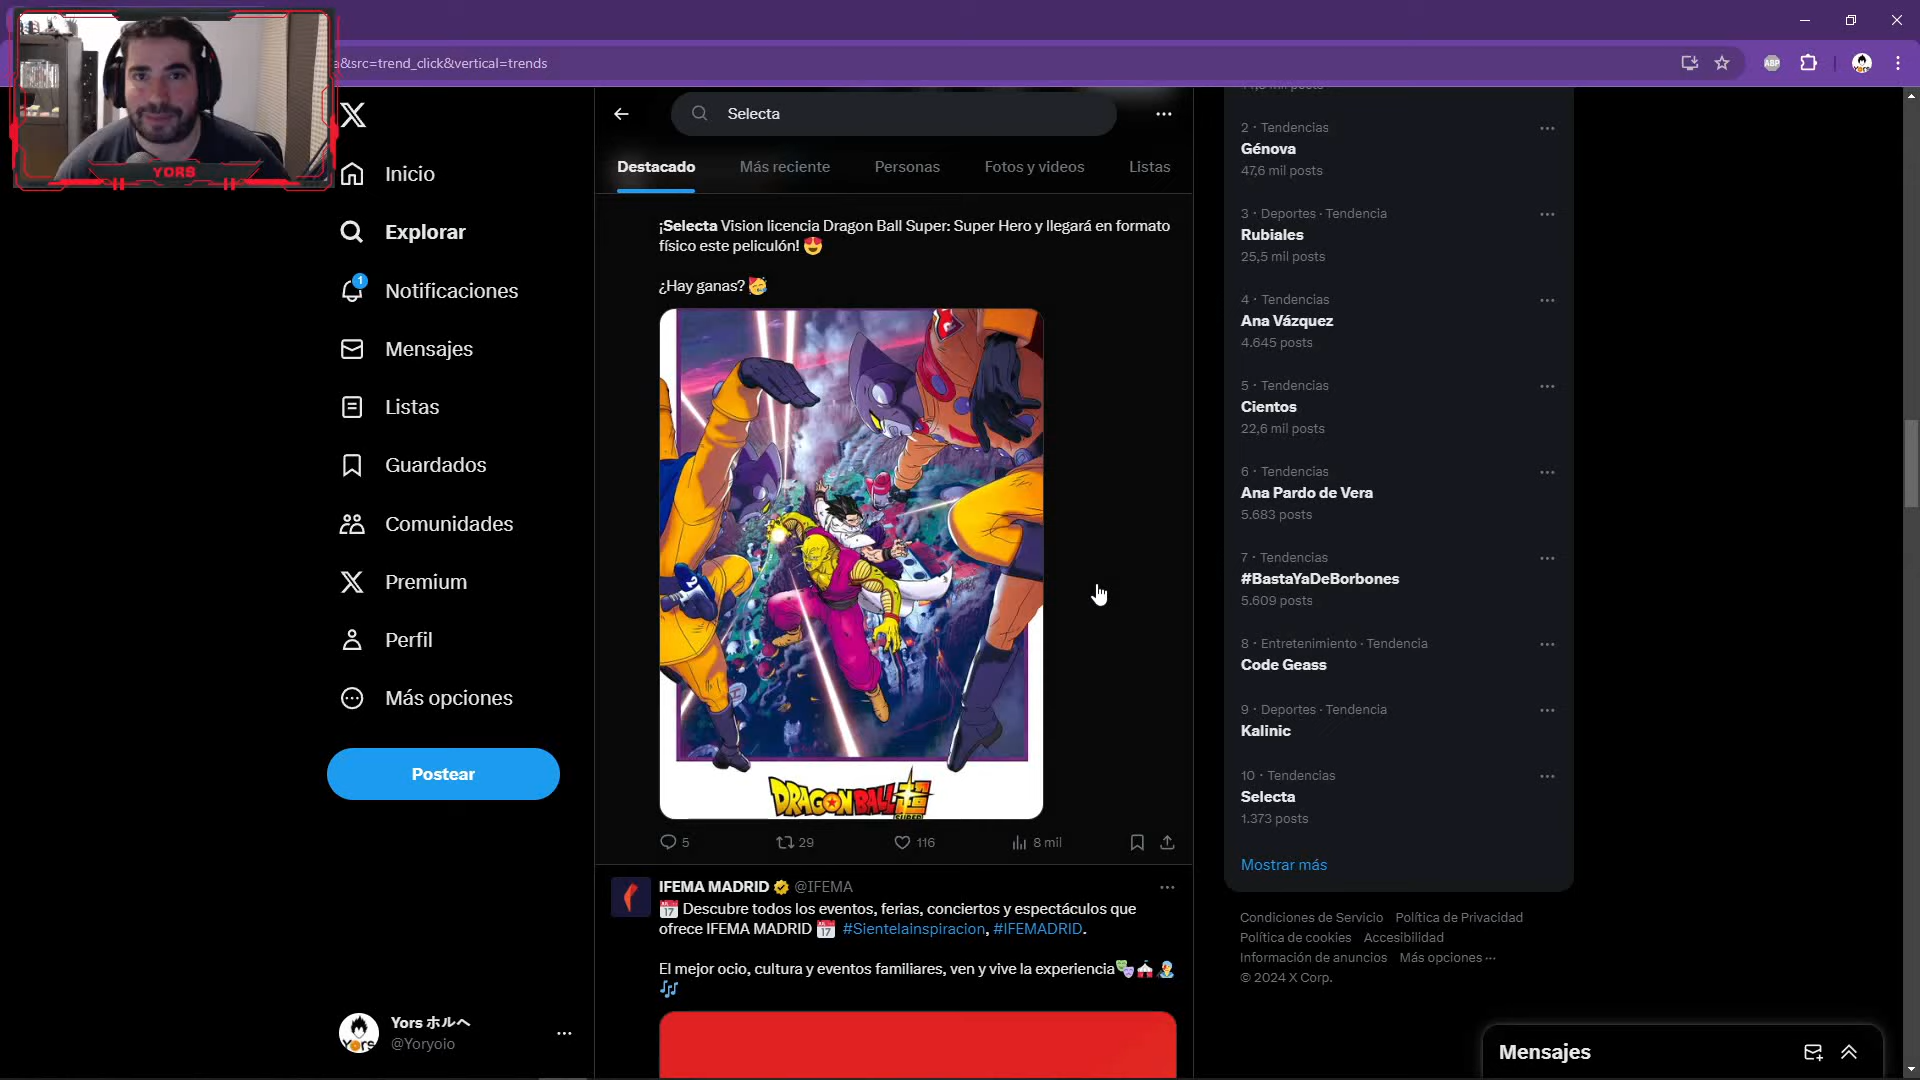 a&src=trend_click&vertical=trends
ABP
YORS
Inicio
Explorar
1
Notificaciones
Mensajes
Listas
Guardados
Comunidades
Premium
Perfil
Más opciones
Postear
Yors ホルへ
@Yoryoio
Selecta
Destacado
Más reciente
Personas
Fotos y videos
Listas
¡Selecta Vision licencia Dragon Ball Super: Super Hero y llegará en formato
físico este peliculón! 😍
¿Hay ganas? 🥳
DRAGON BALL 超
SUPER
5
29
116
8 mil
IFEMA MADRID @IFEMA
📅 Descubre todos los eventos, ferias, conciertos y espectáculos que
ofrece IFEMA MADRID 📅 #Sientelainspiracion, #IFEMADRID.
El mejor ocio, cultura y eventos familiares, ven y vive la experiencia🎭🎪👩‍🚀
🎶
2 · Tendencias
Génova
47,6 mil posts
3 · Deportes · Tendencia
Rubiales
25,5 mil posts
4 · Tendencias
Ana Vázquez
4.645 posts
5 · Tendencias
Cientos
22,6 mil posts
6 · Tendencias
Ana Pardo de Vera
5.683 posts
7 · Tendencias
#BastaYaDeBorbones
5.609 posts
8 · Entretenimiento · Tendencia
Code Geass
9 · Deportes · Tendencia
Kalinic
10 · Tendencias
Selecta
1.373 posts
Mostrar más
Condiciones de Servicio Política de Privacidad
Política de cookies Accesibilidad
Información de anuncios Más opciones ···
© 2024 X Corp.
Mensajes